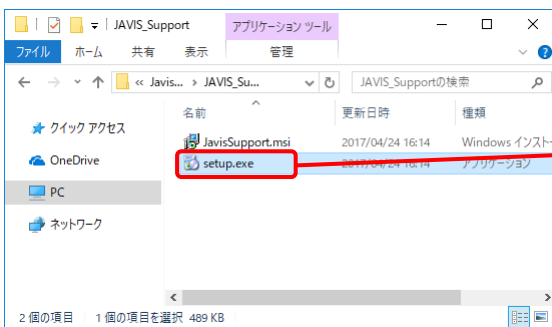 JAVIS_Support
アプリケーション ツール
ファイル ホーム 共有 表示 管理
« Javis... › JAVIS_Su... JAVIS_Supportの検索
名前 更新日時 種類
クイック アクセス
JavisSupport.msi 2017/04/24 16:14 Windows インスト
OneDrive
setup.exe 2017/04/24 16:14 アプリケーション
PC
ネットワーク
2 個の項目 1 個の項目を選択 489 KB